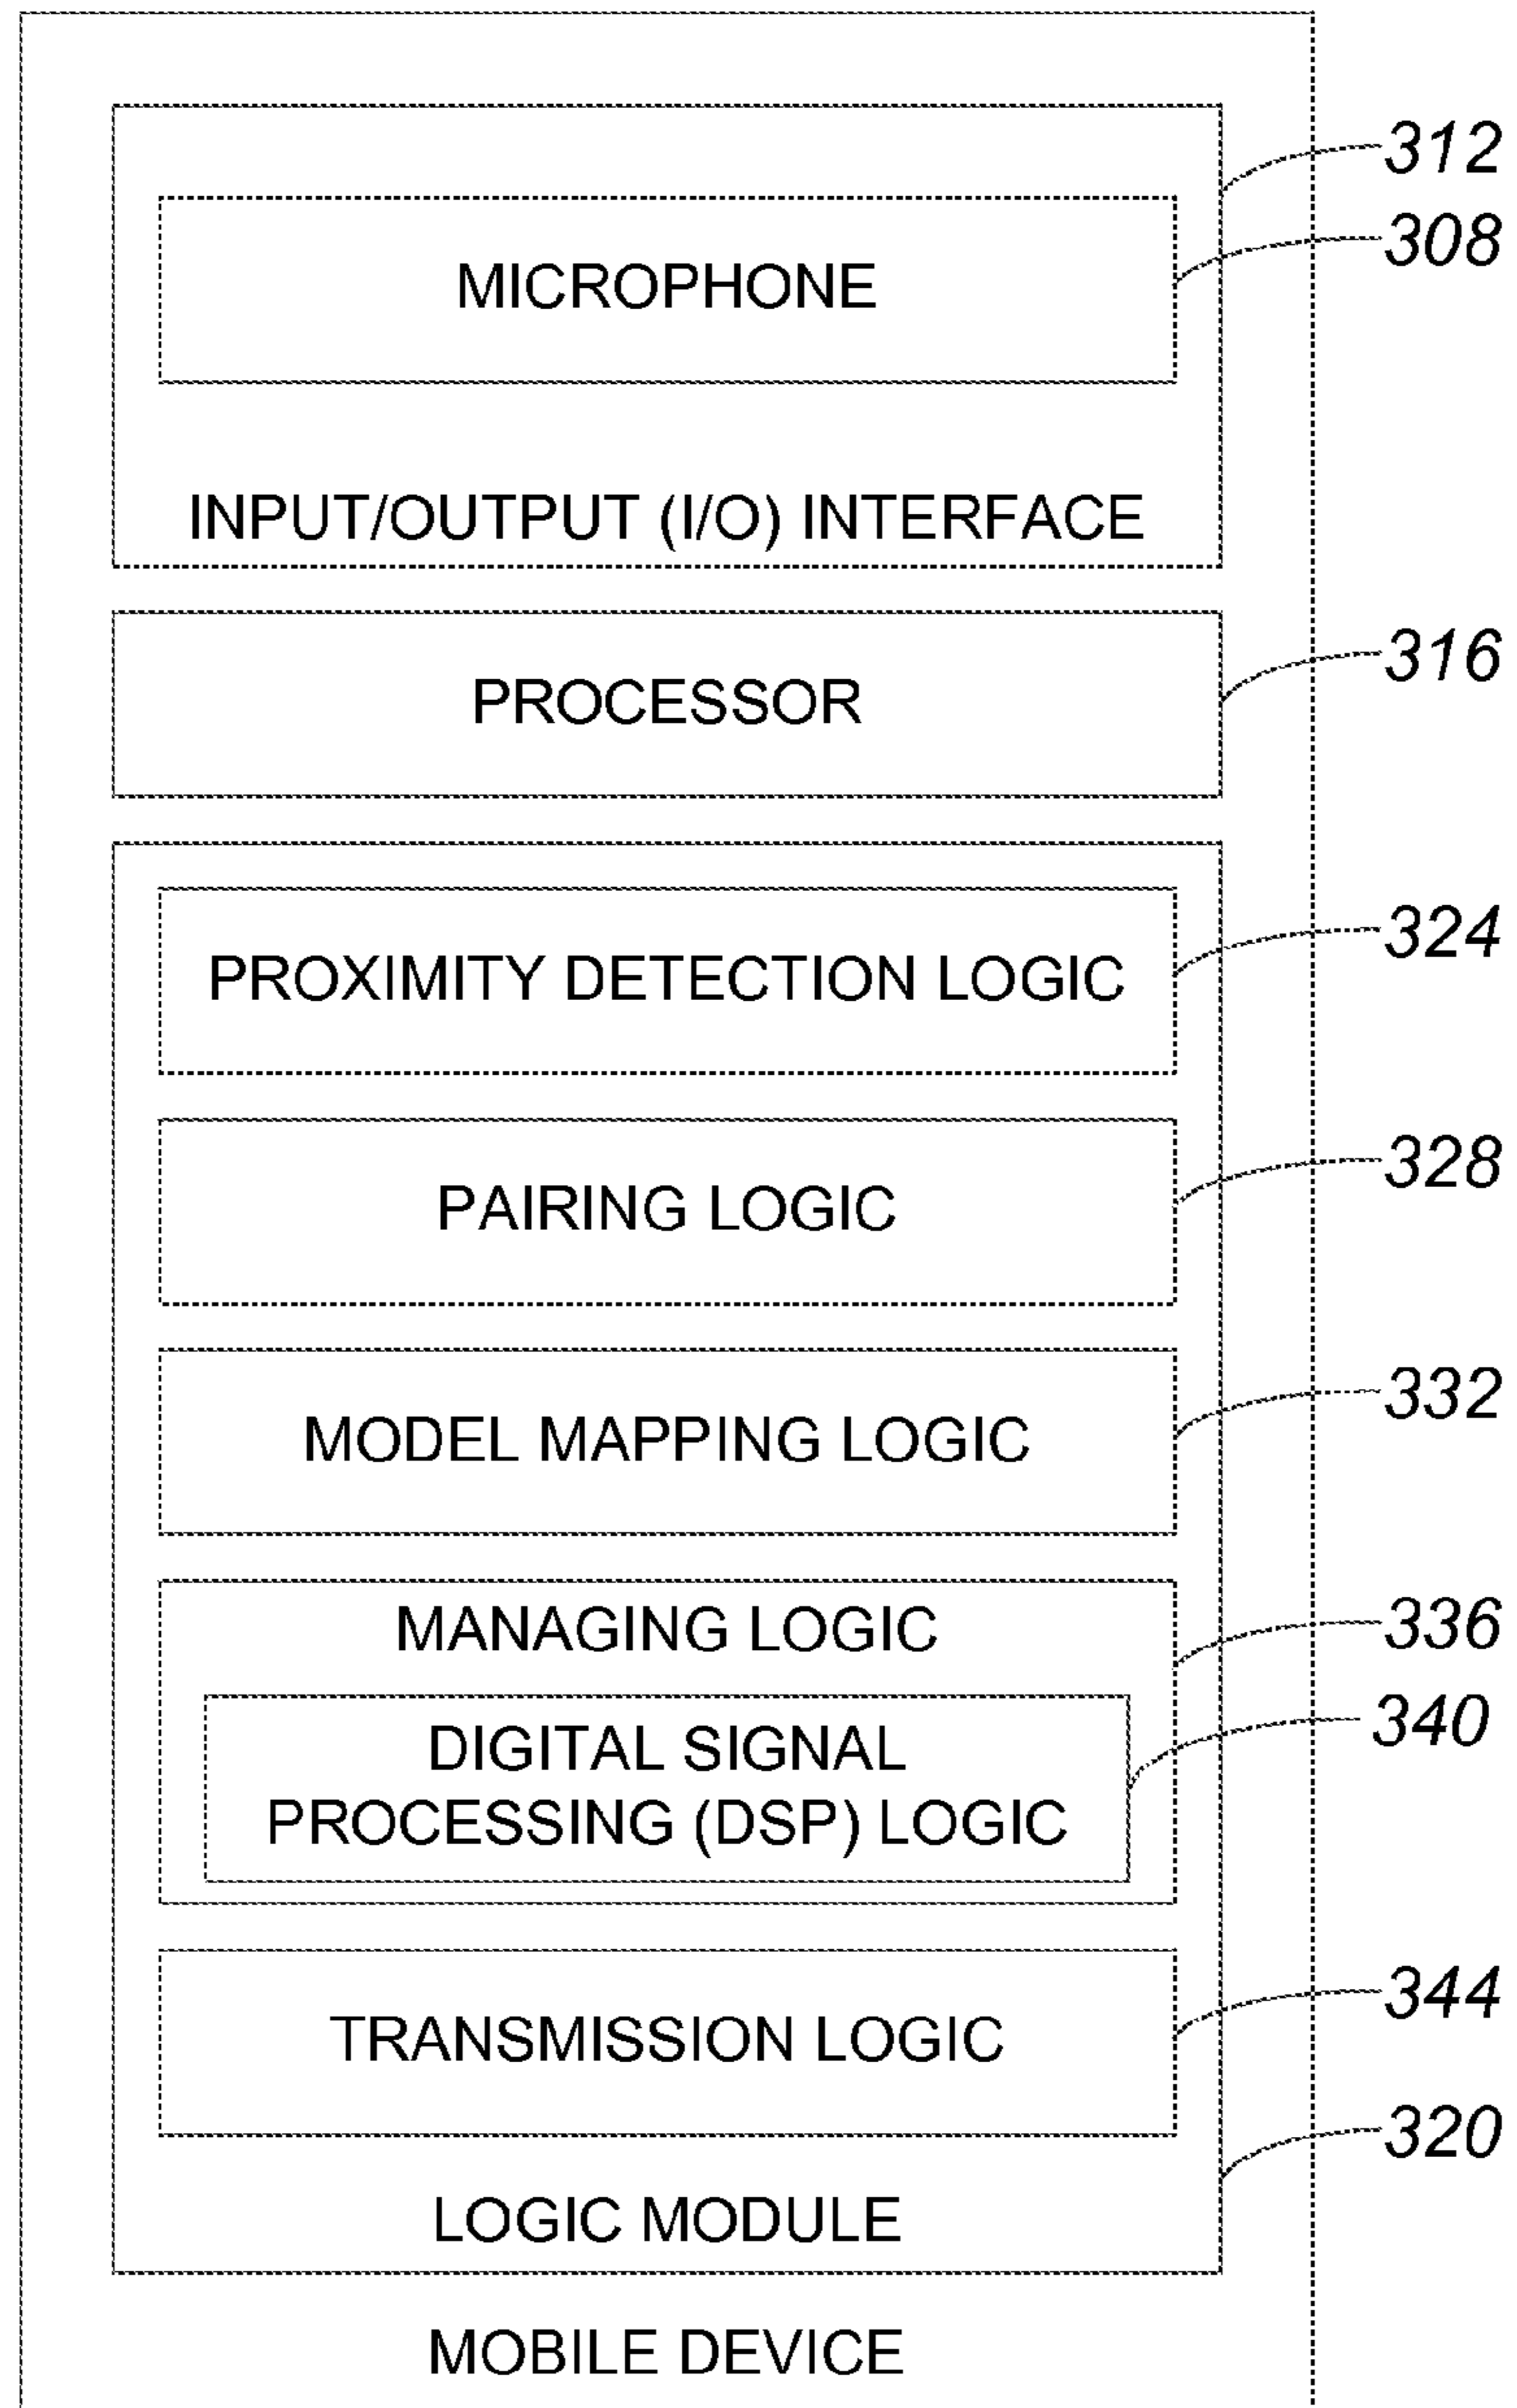 312
308
MICROPHONE
INPUT/OUTPUT (I/O) INTERFACE
316
PROCESSOR
324
PROXIMITY DETECTION LOGIC
328
PAIRING LOGIC
332
MODEL MAPPING LOGIC
336
MANAGING LOGIC
340
DIGITAL SIGNAL
PROCESSING (DSP) LOGIC
344
TRANSMISSION LOGIC
320
LOGIC MODULE
MOBILE DEVICE